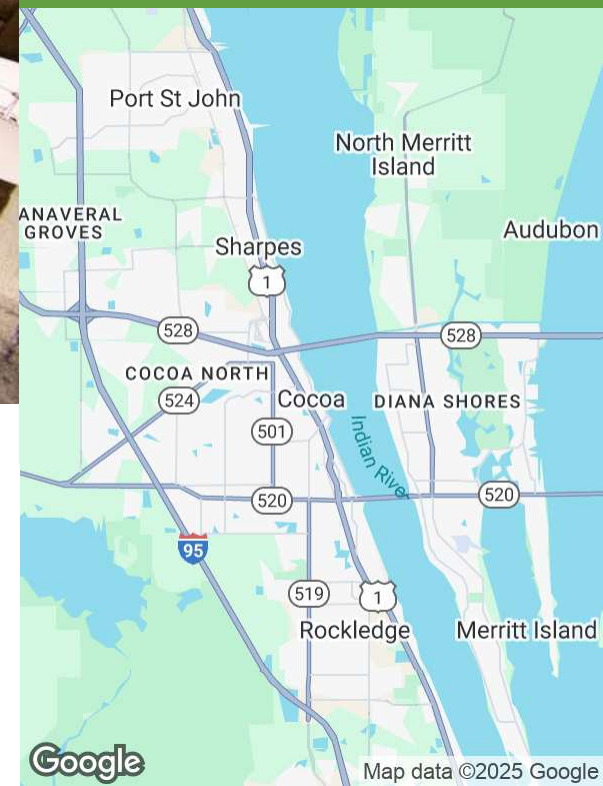 Port St John
North Merritt
Island
ANAVERAL
GROVES
Audubon
Sharpes
1
528
528
COCOA NORTH
524
Cocoa
DIANA SHORES
501
Indian River
520
520
95
519
1
Rockledge
Merritt Island
Google
Map data ©2025 Google